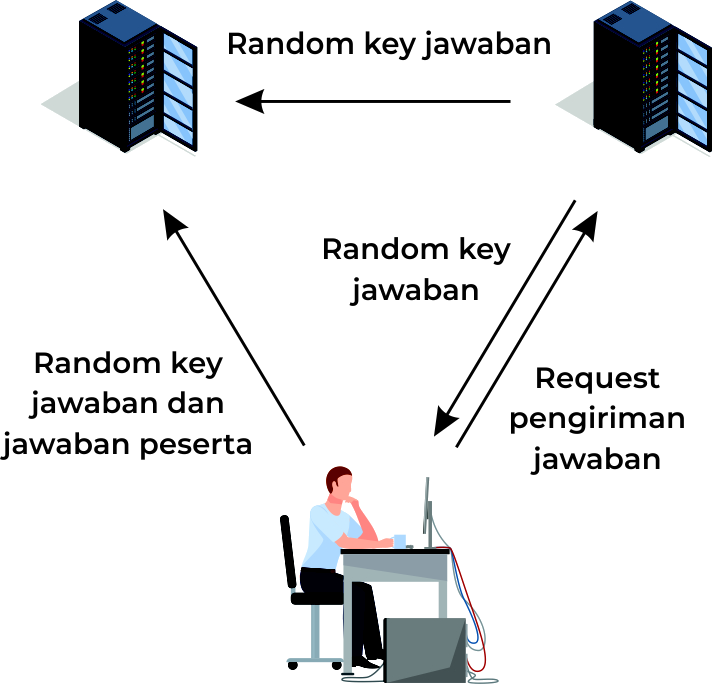 Random key jawaban
Random key
jawaban
Random key
jawaban dan
jawaban peserta
Request
pengiriman
jawaban